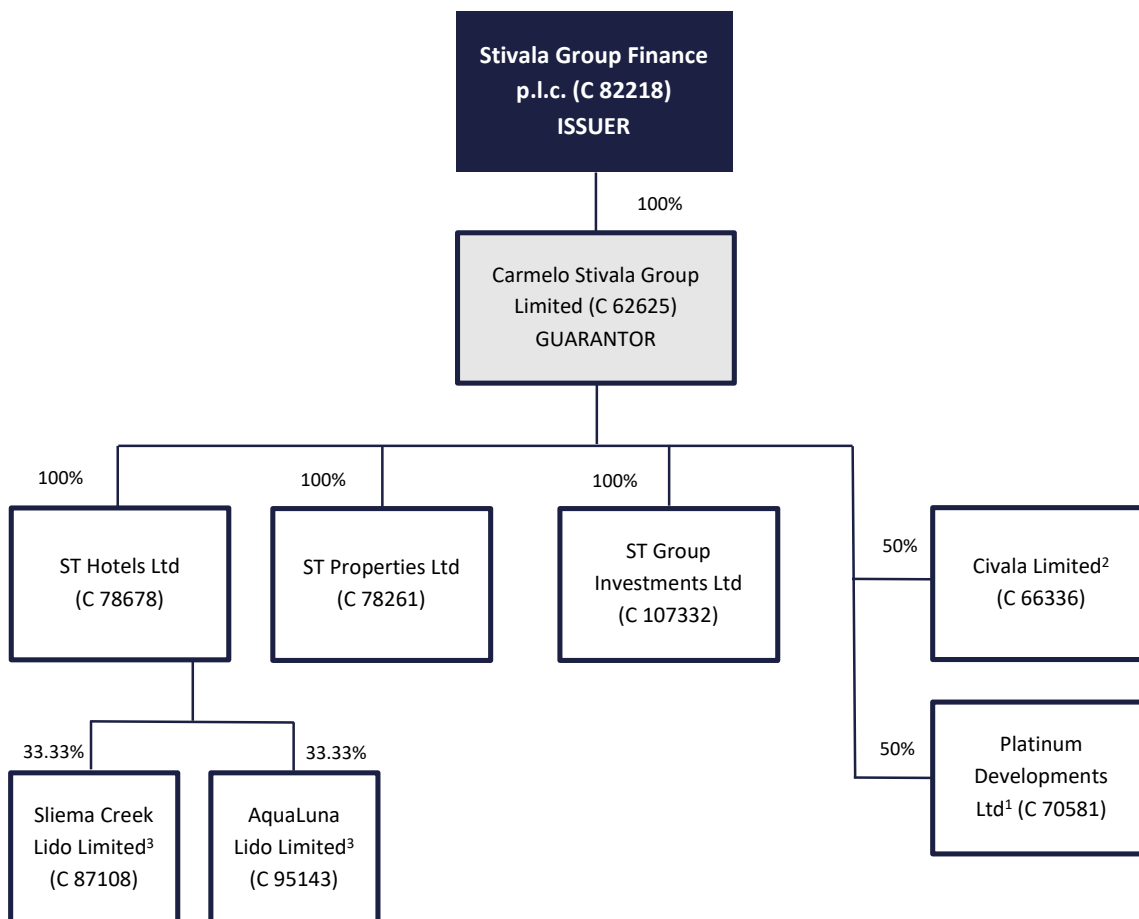 Stivala Group Finance
p.l.c. (C 82218)
ISSUER
100%
Carmelo Stivala Group
Limited (C 62625)
GUARANTOR
100%
100%
100%
ST Hotels Ltd
(C 78678)
ST Properties Ltd
(C 78261)
ST Group
Investments Ltd
(C 107332)
50%
Civala Limited²
(C 66336)
33.33%
33.33%
50%
Platinum
Developments
Ltd¹ (C 70581)
Sliema Creek
Lido Limited³
(C 87108)
AquaLuna
Lido Limited³
(C 95143)